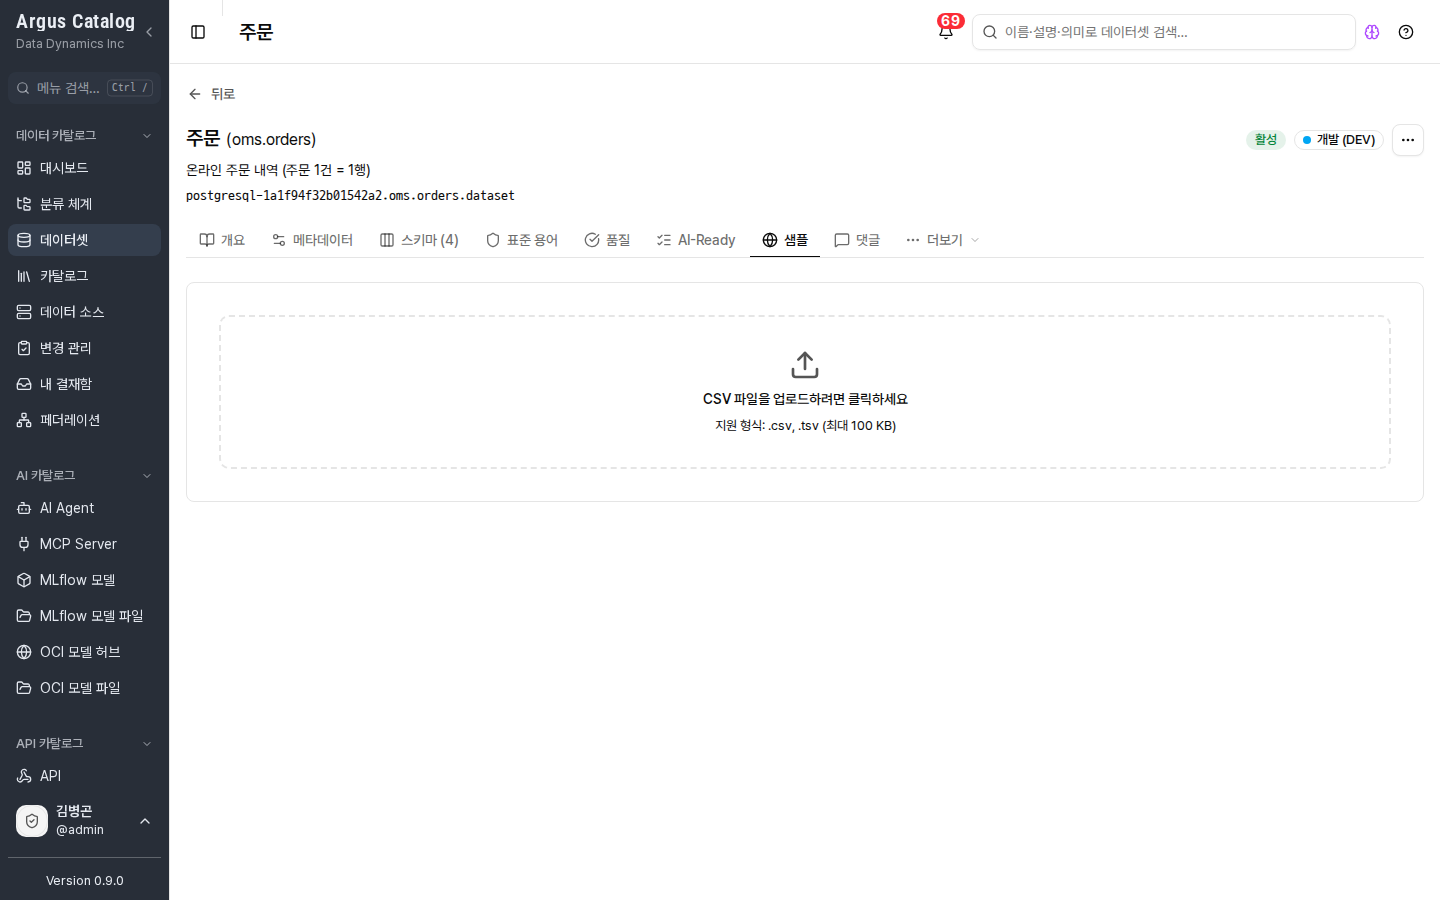 Argus Catalog
Data Dynamics Inc
메뉴 검색... Ctrl /
데이터 카탈로그
대시보드
분류 체계
데이터셋
카탈로그
데이터 소스
변경 관리
내 결재함
페더레이션
AI 카탈로그
AI Agent
MCP Server
MLflow 모델
MLflow 모델 파일
OCI 모델 허브
OCI 모델 파일
API 카탈로그
API
김병곤
@admin
Version 0.9.0
주문
69
이름·설명·의미로 데이터셋 검색...
뒤로
주문 (oms.orders)
활성
개발 (DEV)
온라인 주문 내역 (주문 1건 = 1행)
postgresql-1a1f94f32b01542a2.oms.orders.dataset
개요 메타데이터 스키마 (4) 표준 용어 품질 AI-Ready 샘플 댓글 더보기
CSV 파일을 업로드하려면 클릭하세요
지원 형식: .csv, .tsv (최대 100 KB)